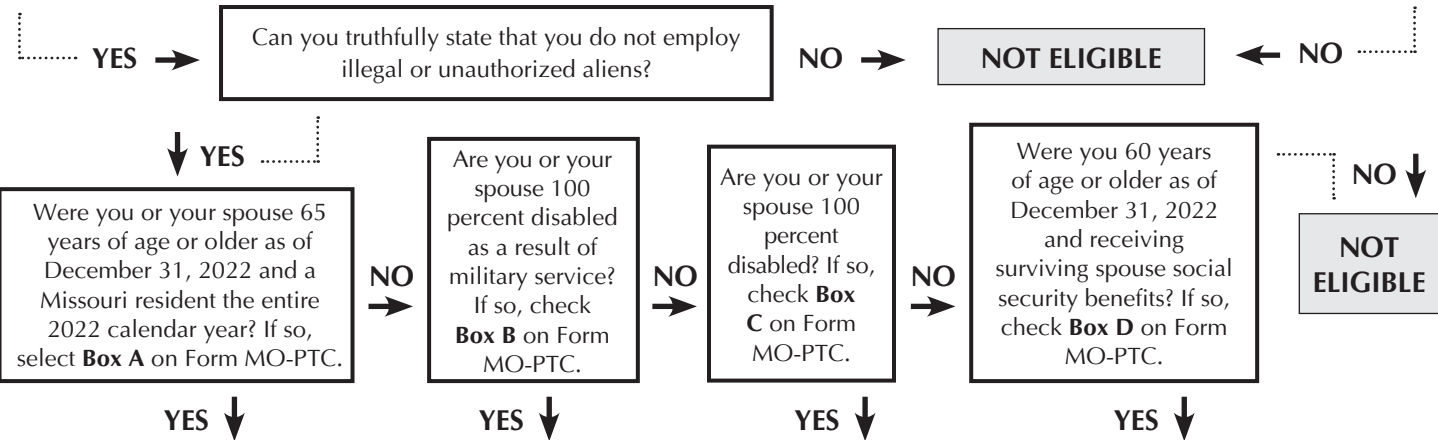 YES
Can you truthfully state that you do not employ
illegal or unauthorized aliens?
NO
NOT ELIGIBLE
NO
YES
Were you or your spouse 65
years of age or older as of
December 31, 2022 and a
Missouri resident the entire
2022 calendar year? If so,
select Box A on Form MO-PTC.
NO
Are you or your
spouse 100
percent disabled
as a result of
military service?
If so, check
Box B on Form
MO-PTC.
NO
Are you or your
spouse 100
percent
disabled? If so,
check Box
C on Form
MO-PTC.
NO
Were you 60 years
of age or older as of
December 31, 2022
and receiving
surviving spouse social
security benefits? If so,
check Box D on Form
MO-PTC.
NO
NOT
ELIGIBLE
YES
YES
YES
YES